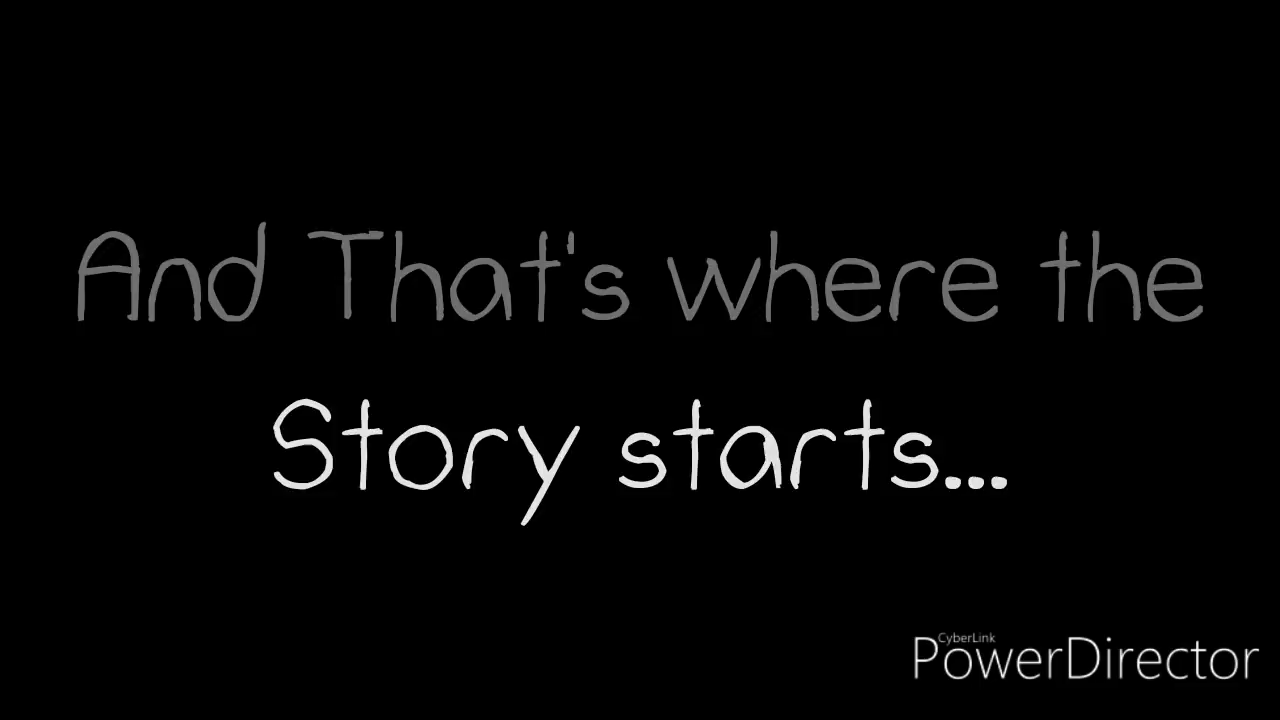 And That's where the
Story starts...
CyberLink
PowerDirector